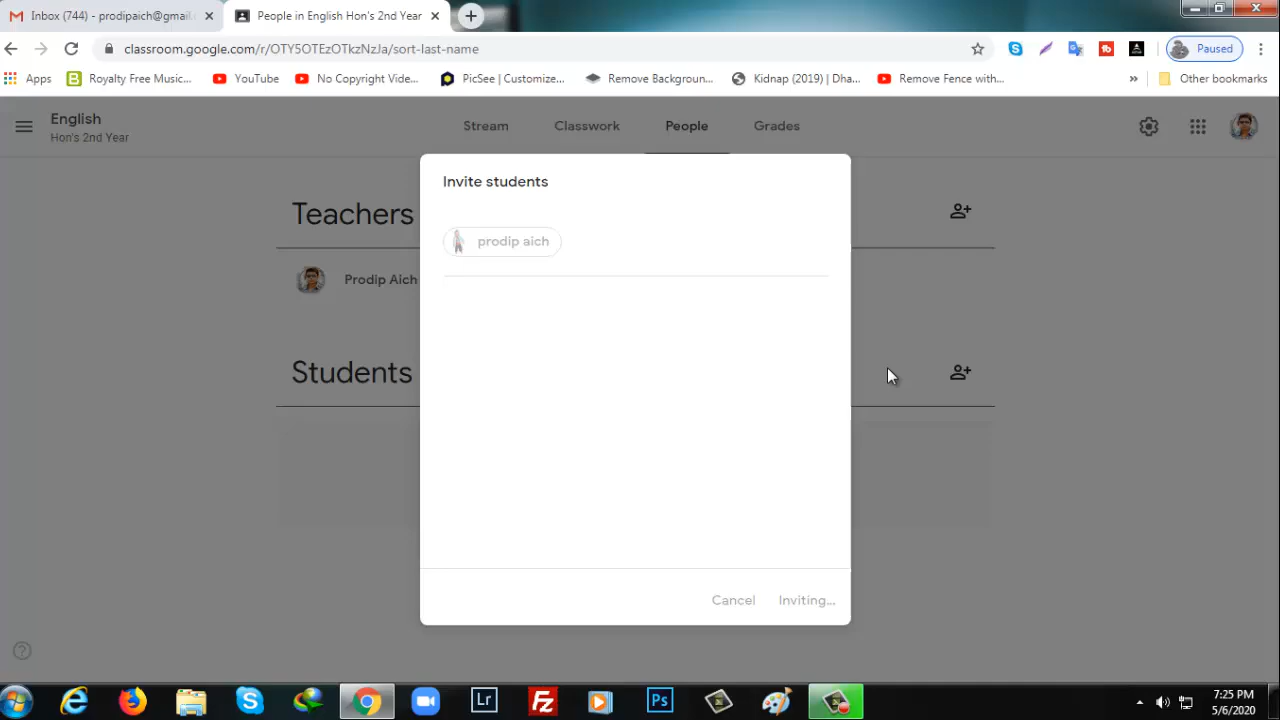 Inbox (744) - prodipaich@gmail.
People in English Hon's 2nd Year
classroom.google.com/r/OTY5OTEzOTkzNzJa/sort-last-name
Paused
Apps
Royalty Free Music...
YouTube
No Copyright Vide...
PicSee | Customize...
Remove Backgroun...
Kidnap (2019) | Dha...
Remove Fence with...
»
Other bookmarks
English
Hon's 2nd Year
Stream
Classwork
People
Grades
Invite students
Teachers
prodip aich
Prodip Aich
Students
Cancel
Inviting...
Lr
Fz
Ps
7:25 PM
5/6/2020